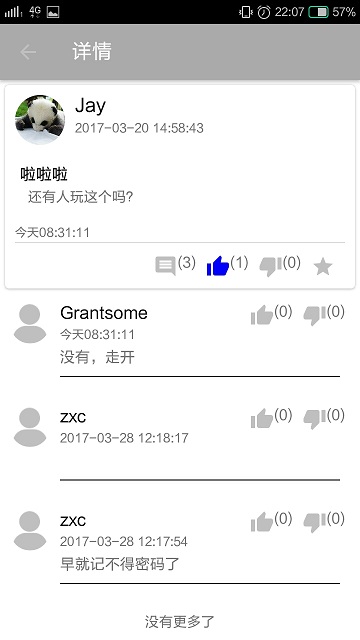 4G 22:07 57%
详情
Jay
2017-03-20 14:58:43
啦啦啦
还有人玩这个吗?
今天08:31:11
(3) (1) (0)
Grantsome (0) (0)
今天08:31:11
没有，走开
zxc (0) (0)
2017-03-28 12:18:17
zxc (0) (0)
2017-03-28 12:17:54
早就记不得密码了
没有更多了